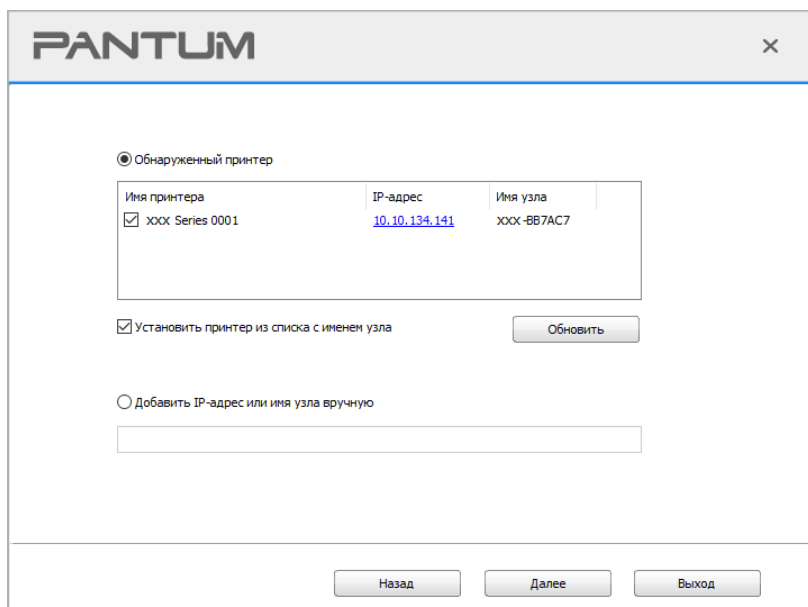 PANTUM
Обнаруженный принтер
Имя принтера IP-адрес Имя узла
XXX Series 0001 10.10.134.141 XXX-BB7AC7
Установить принтер из списка с именем узла Обновить
Добавить IP-адрес или имя узла вручную
Назад Далее Выход